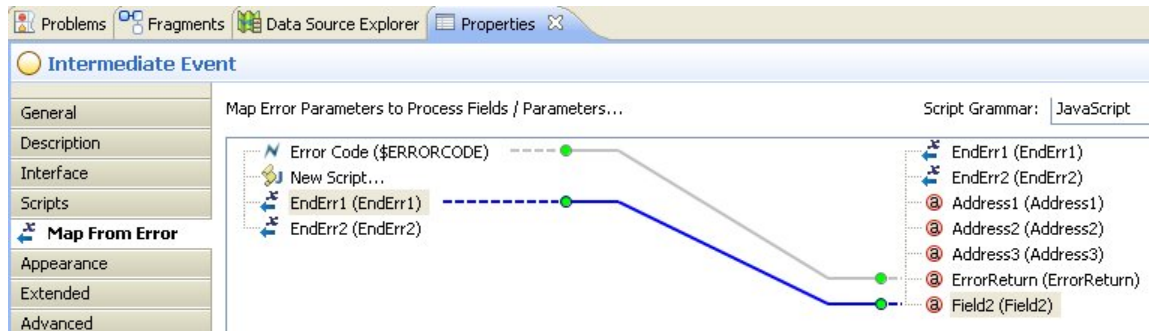 Problems Fragments Data Source Explorer Properties
Intermediate Event
General
Description
Interface
Scripts
Map From Error
Appearance
Extended
Advanced
Map Error Parameters to Process Fields / Parameters...
Script Grammar: JavaScript
Error Code ($ERRORCODE)
New Script...
EndErr1 (EndErr1)
EndErr2 (EndErr2)
EndErr1 (EndErr1)
EndErr2 (EndErr2)
Address1 (Address1)
Address2 (Address2)
Address3 (Address3)
ErrorReturn (ErrorReturn)
Field2 (Field2)